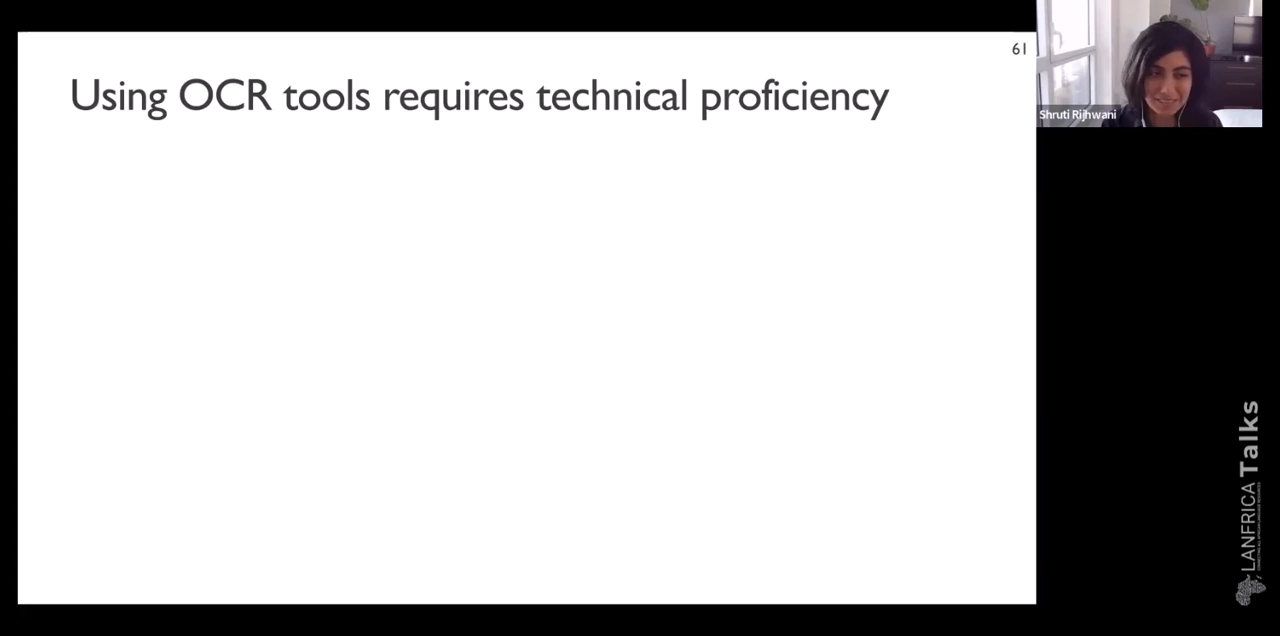 61
Using OCR tools requires technical proficiency
Shruti Rijhwani
LANFRICA Talks